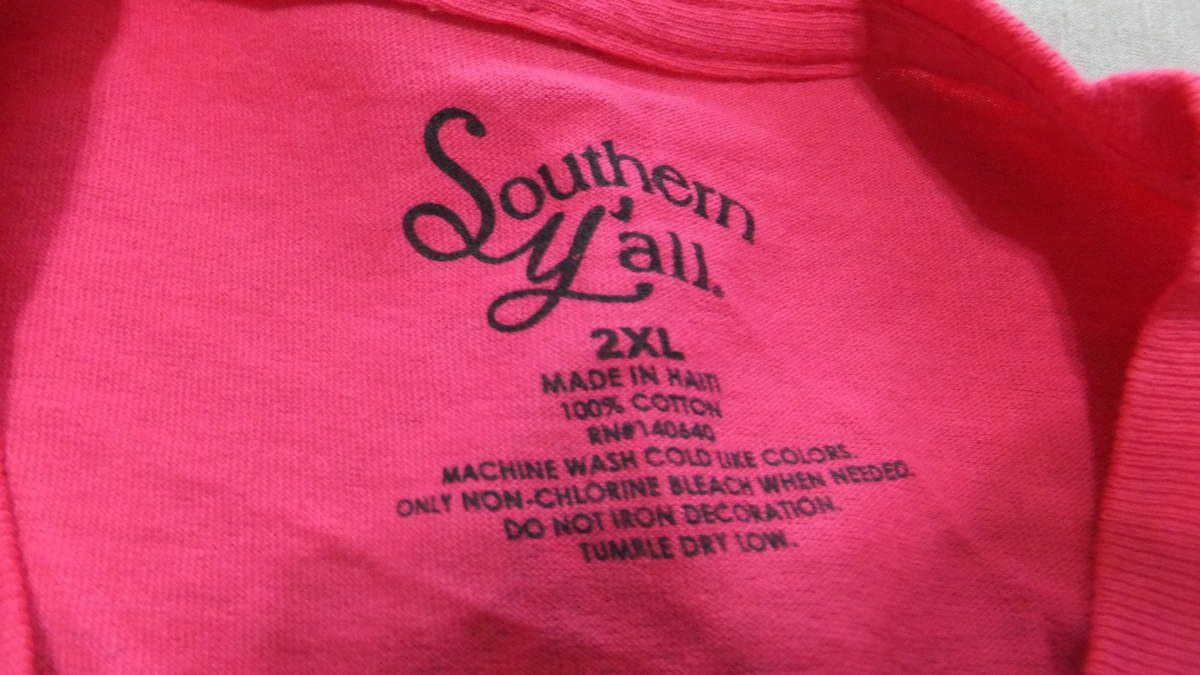 Southern
Y'all.
2XL
MADE IN HAITI
100% COTTON
RN#140640
MACHINE WASH COLD LIKE COLORS.
ONLY NON-CHLORINE BLEACH WHEN NEEDED.
DO NOT IRON DECORATION.
TUMBLE DRY LOW.